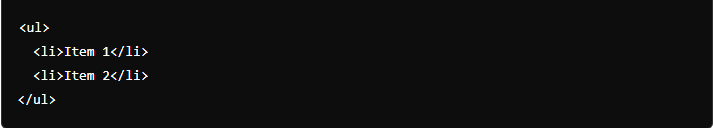 <ul>
  <li>Item 1</li>
  <li>Item 2</li>
</ul>